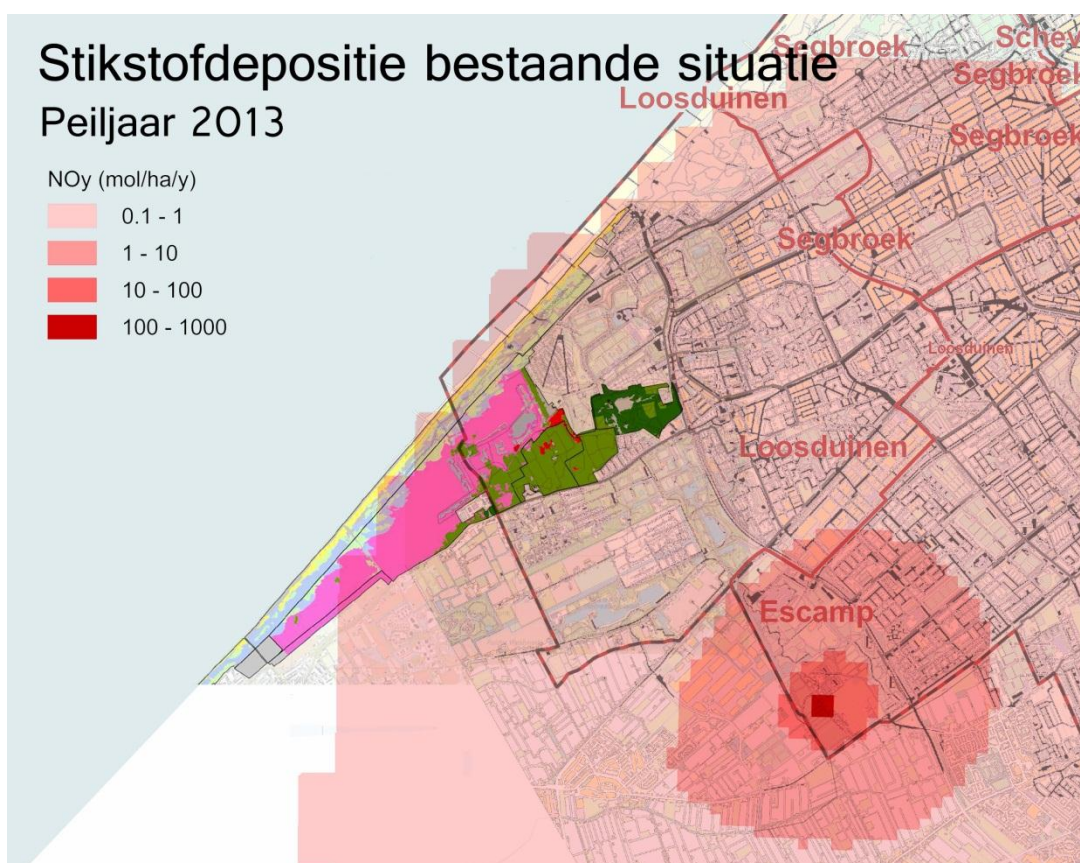 Stikstofdepositie bestaande situatie
Peiljaar 2013
NOy (mol/ha/y)
0.1 - 1
1 - 10
10 - 100
100 - 1000
Segbroek
Schev
Segbroek
Loosduinen
Segbroek
Segbroek
Loosduinen
Loosduinen
Escamp